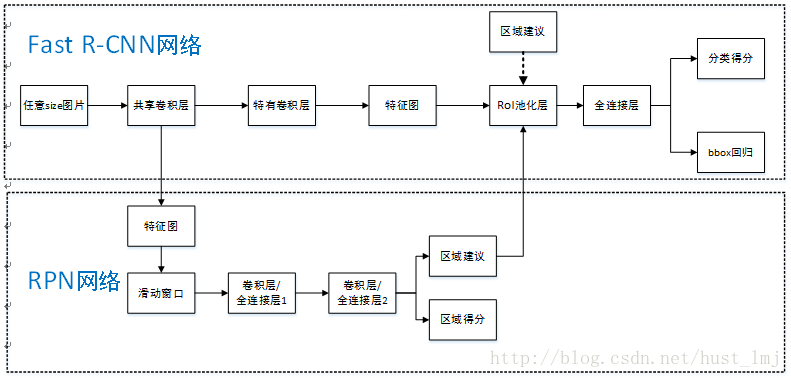 Fast R-CNN网络
区域建议
分类得分
任意size图片
共享卷积层
特有卷积层
特征图
RoI池化层
全连接层
bbox回归
特征图
RPN网络
区域建议
滑动窗口
卷积层/
全连接层1
卷积层/
全连接层2
区域得分
http://blog.csdn.net/hust_lmj